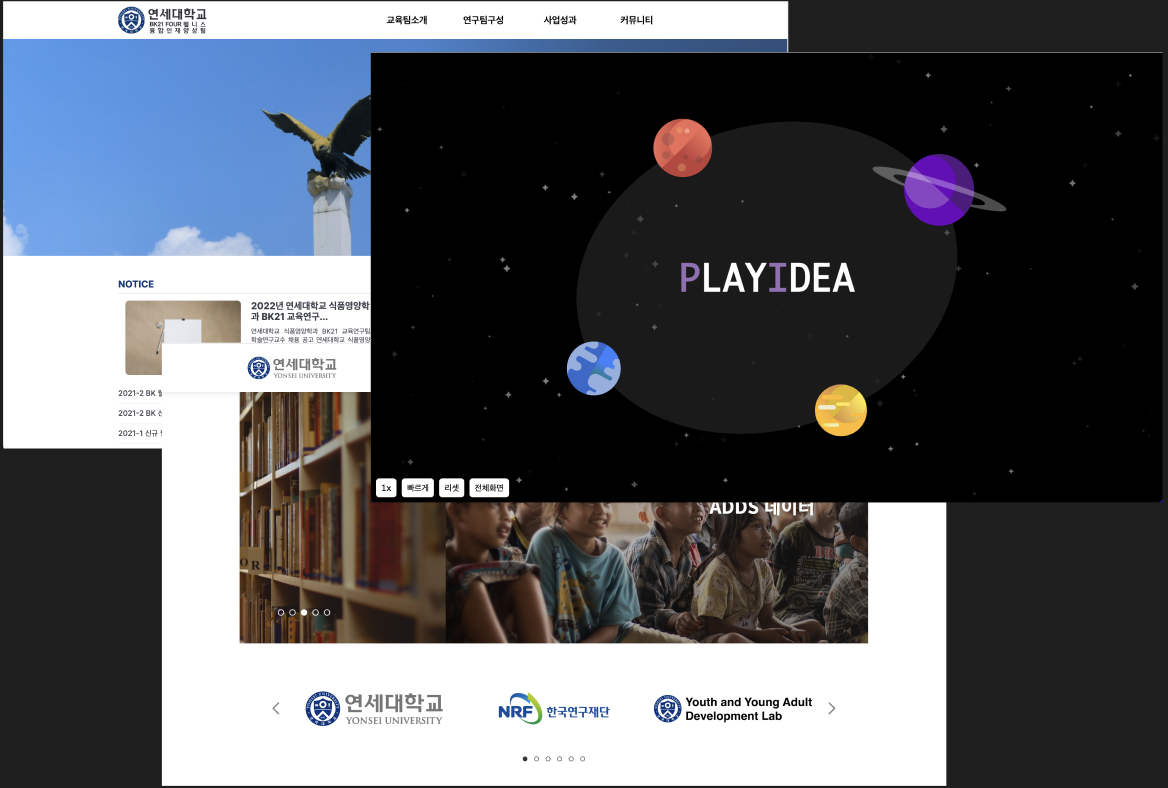 연세대학교
BK21 FOUR 웰니스
융합인재양성팀
교육팀소개 연구팀구성 사업성과 커뮤니티
NOTICE
2022년 연세대학교 식품영양학
과 BK21 교육연구...
연세대학교 식품영양학과 BK21 교육연구팀
학술연구교수 채용 공고 연세대학교 식품영양
2021-2 BK
2021-2 BK
2021-1 신규
PLAYIDEA
1x 빠르게 리셋 전체화면
연세대학교
YONSEI UNIVERSITY
ADDS 데이터
연세대학교
YONSEI UNIVERSITY
NRF 한국연구재단
Youth and Young Adult
Development Lab